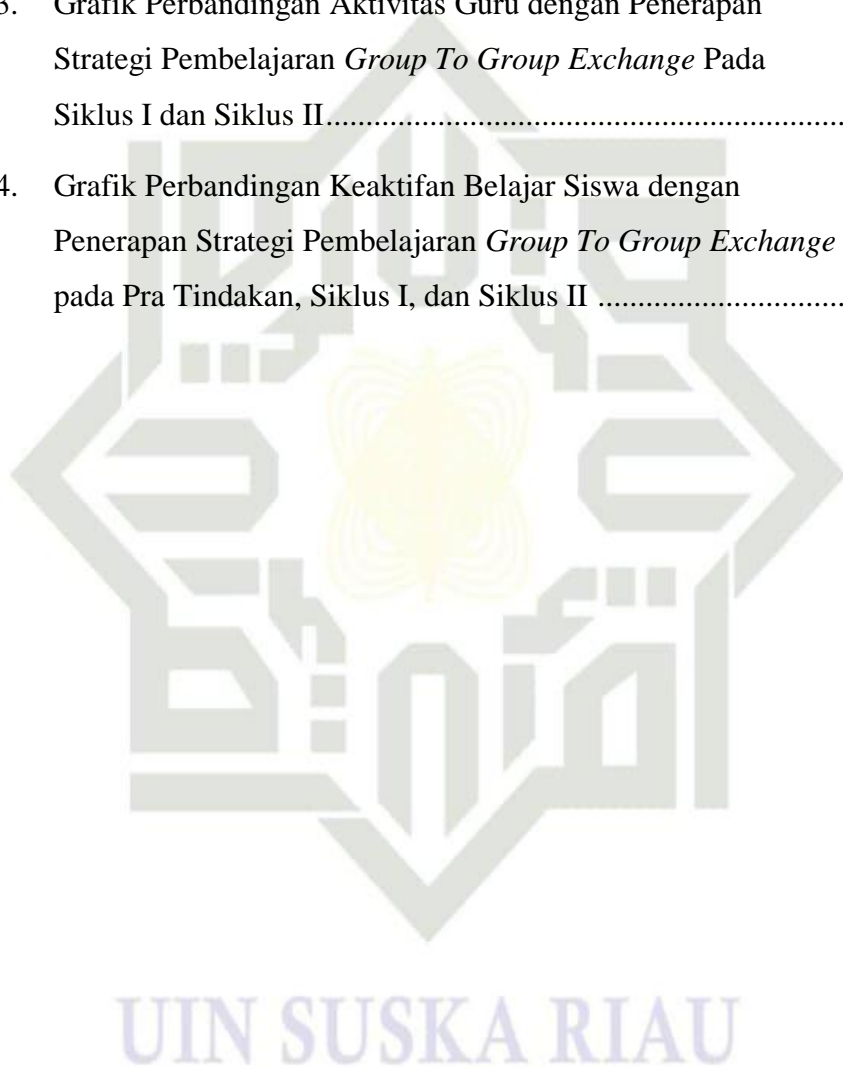 3. Grafik Perbandingan Aktivitas Guru dengan Penerapan
Strategi Pembelajaran Group To Group Exchange Pada
Siklus I dan Siklus II.................................................................
4. Grafik Perbandingan Keaktifan Belajar Siswa dengan
Penerapan Strategi Pembelajaran Group To Group Exchange
pada Pra Tindakan, Siklus I, dan Siklus II ...............................
UIN SUSKA RIAU